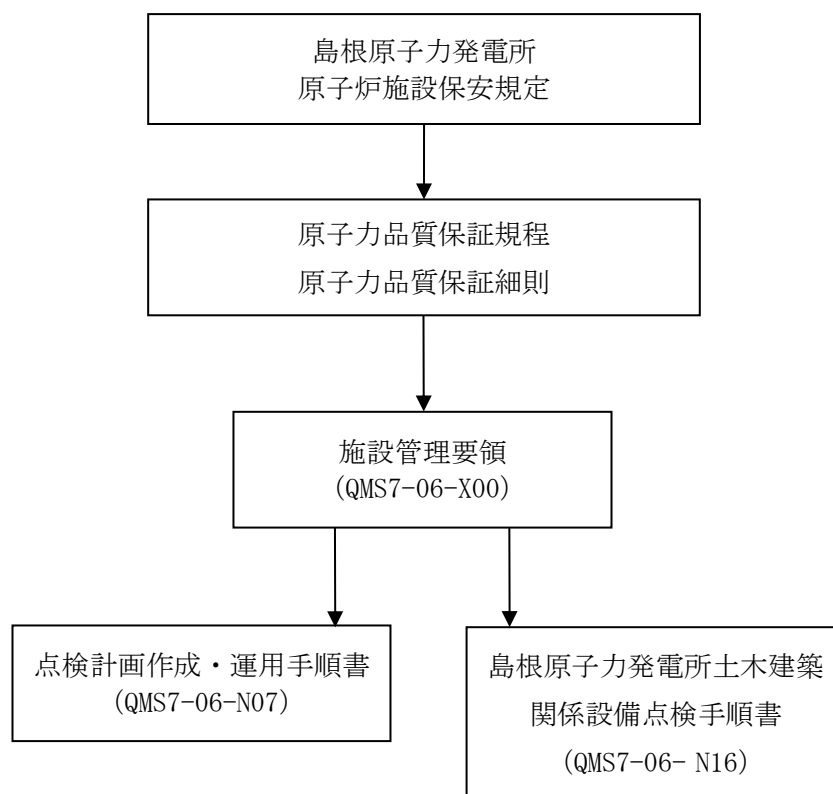 島根原子力発電所
原子炉施設保安規定
原子力品質保証規程
原子力品質保証細則
施設管理要領
(QMS7-06-X00)
点検計画作成・運用手順書
(QMS7-06-N07)
島根原子力発電所土木建築
関係設備点検手順書
(QMS7-06- N16)